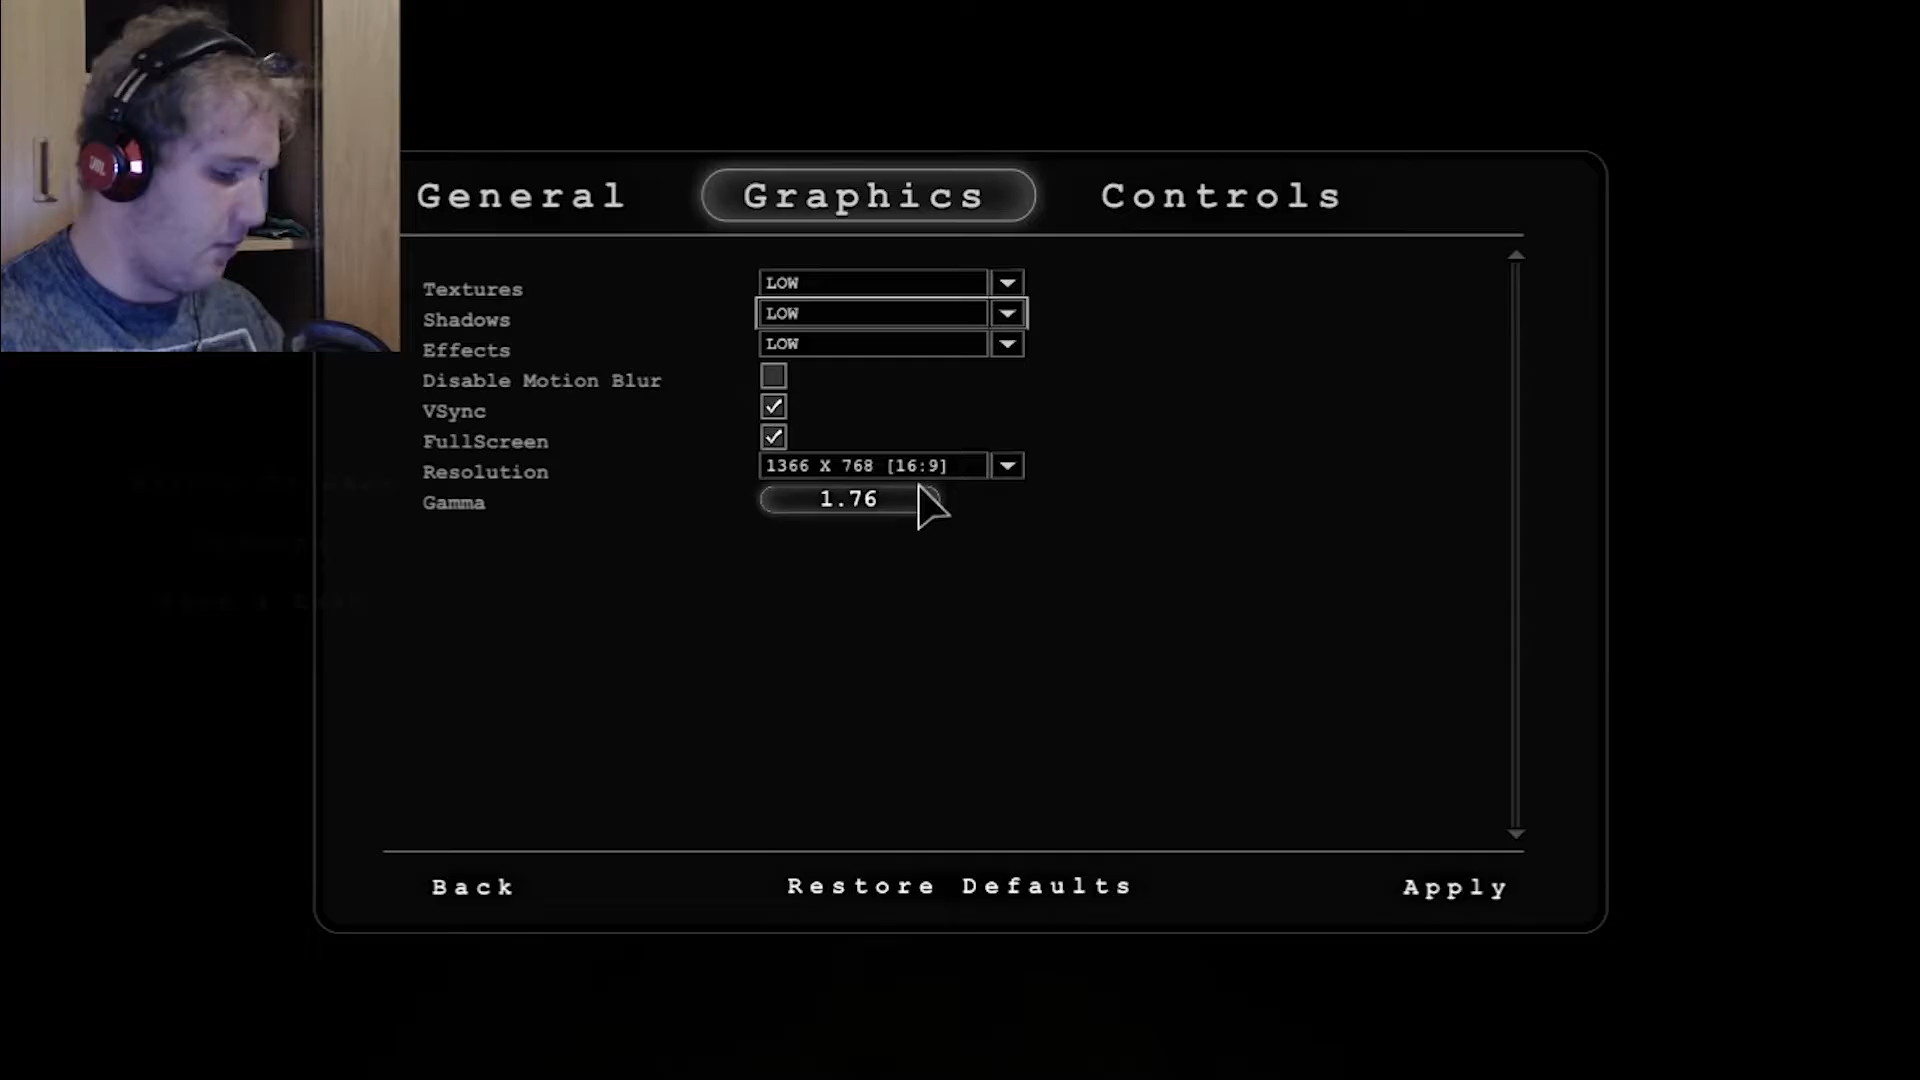 General Graphics Controls
Textures LOW
Shadows LOW
Effects LOW
Disable Motion Blur
VSync
FullScreen
Resolution 1366 X 768 [16:9]
Gamma 1.76
Back Restore Defaults Apply
JBL